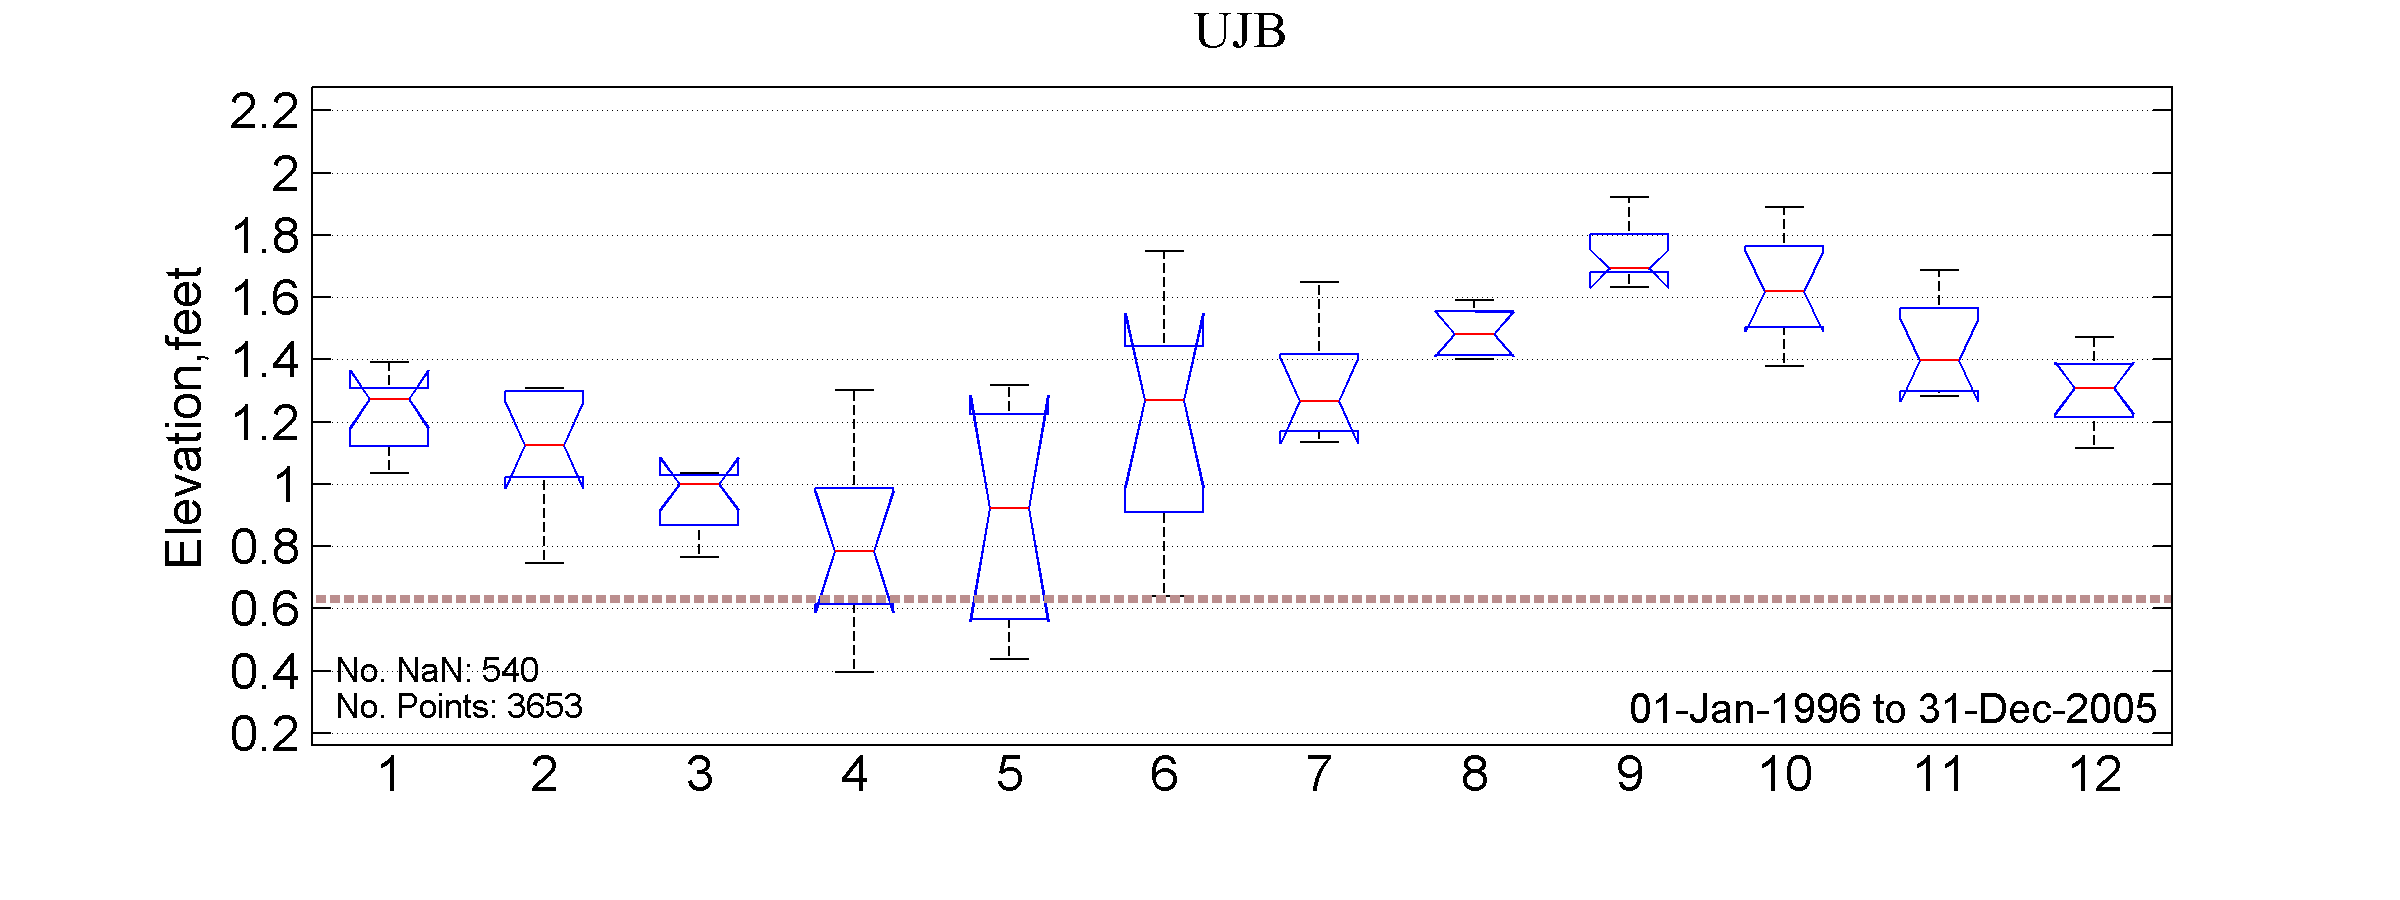 UJB
Elevation,feet
2.2
2
1.8
1.6
1.4
1.2
1
0.8
0.6
0.4
0.2
No. NaN: 540
No. Points: 3653
01-Jan-1996 to 31-Dec-2005
1 2 3 4 5 6 7 8 9 10 11 12